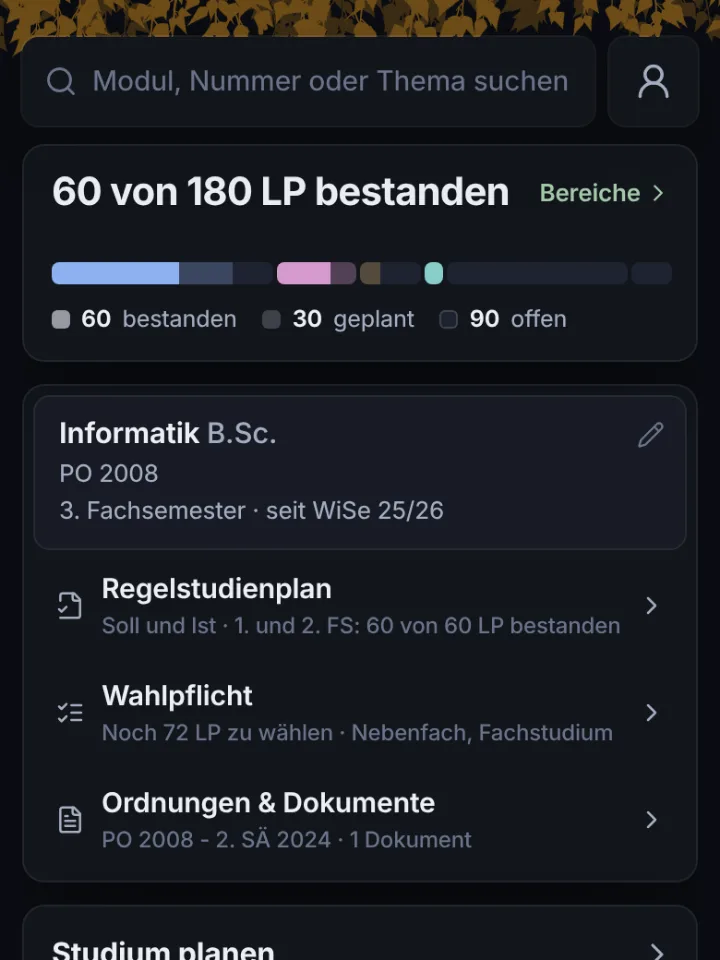 Modul, Nummer oder Thema suchen
60 von 180 LP bestanden
Bereiche
60 bestanden 30 geplant 90 offen
Informatik B.Sc.
PO 2008
3. Fachsemester · seit WiSe 25/26
Regelstudienplan
Soll und Ist · 1. und 2. FS: 60 von 60 LP bestanden
Wahlpflicht
Noch 72 LP zu wählen · Nebenfach, Fachstudium
Ordnungen & Dokumente
PO 2008 - 2. SÄ 2024 · 1 Dokument
Studium planen